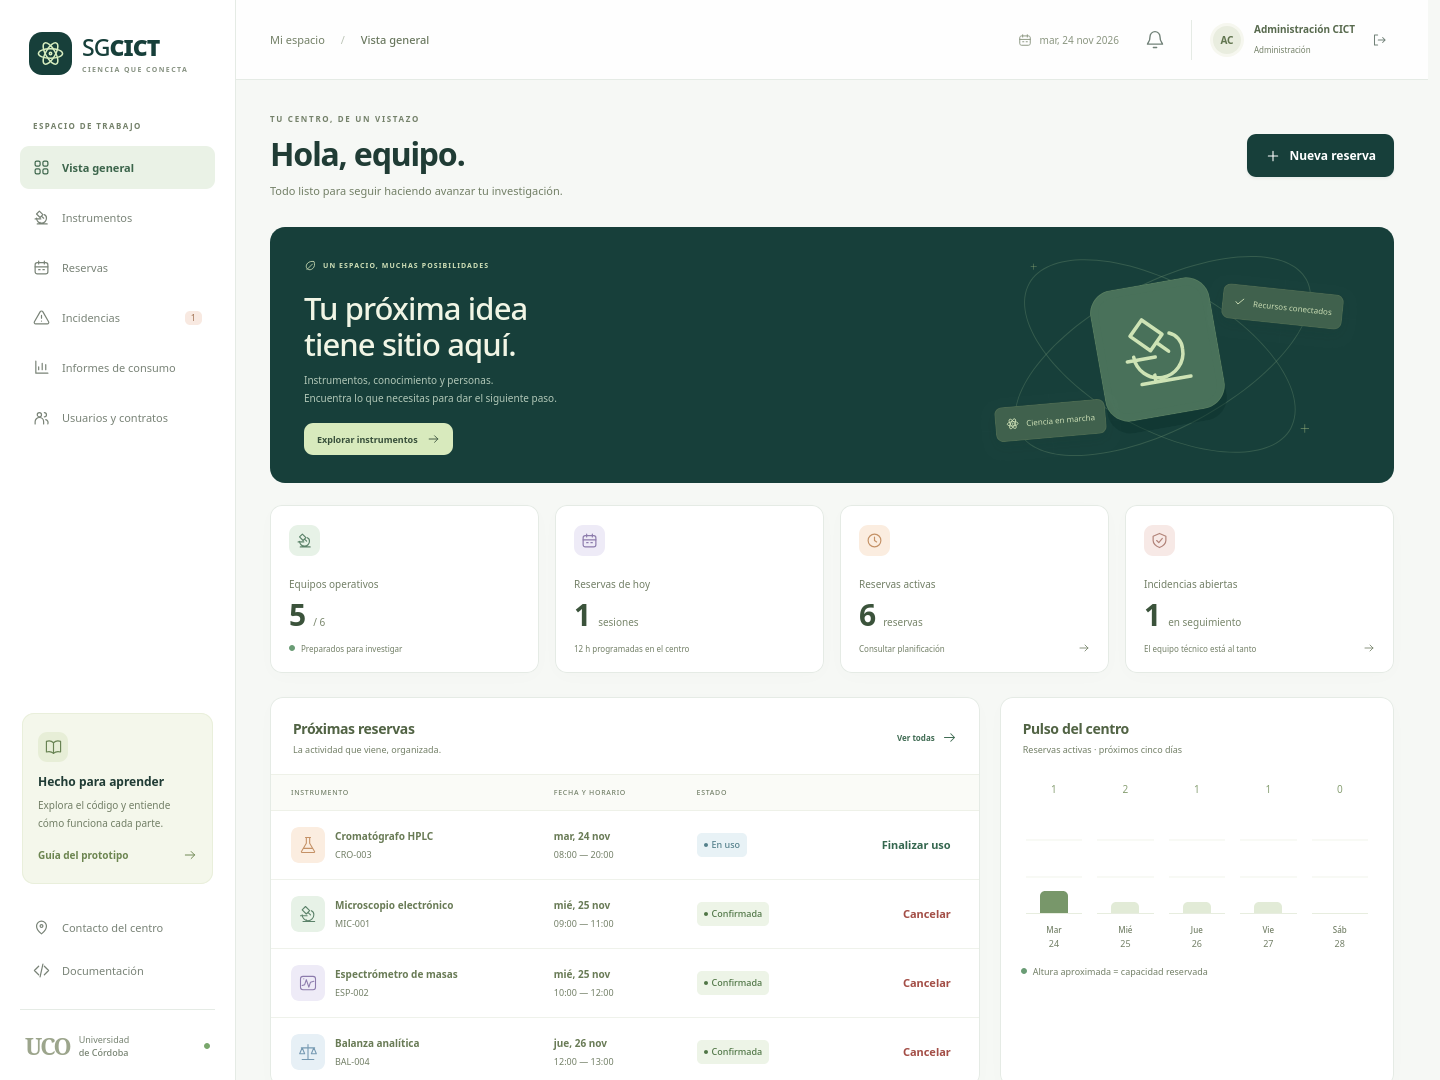 SGCICT
CIENCIA QUE CONECTA
ESPACIO DE TRABAJO
Vista general
Instrumentos
Reservas
Incidencias 1
Informes de consumo
Usuarios y contratos
Hecho para aprender
Explora el código y entiende
cómo funciona cada parte.
Guía del prototipo
Contacto del centro
Documentación
UCO Universidad
de Córdoba
Mi espacio / Vista general
mar, 24 nov 2026
AC
Administración CICT
Administración
TU CENTRO, DE UN VISTAZO
Hola, equipo.
Todo listo para seguir haciendo avanzar tu investigación.
Nueva reserva
UN ESPACIO, MUCHAS POSIBILIDADES
Tu próxima idea
tiene sitio aquí.
Instrumentos, conocimiento y personas.
Encuentra lo que necesitas para dar el siguiente paso.
Explorar instrumentos
Recursos conectados
Ciencia en marcha
Equipos operativos
5 / 6
Preparados para investigar
Reservas de hoy
1 sesiones
12 h programadas en el centro
Reservas activas
6 reservas
Consultar planificación
Incidencias abiertas
1 en seguimiento
El equipo técnico está al tanto
Próximas reservas
La actividad que viene, organizada.
Ver todas
INSTRUMENTO FECHA Y HORARIO ESTADO
Cromatógrafo HPLC
CRO-003
mar, 24 nov
08:00 — 20:00
En uso
Finalizar uso
Microscopio electrónico
MIC-001
mié, 25 nov
09:00 — 11:00
Confirmada
Cancelar
Espectrómetro de masas
ESP-002
mié, 25 nov
10:00 — 12:00
Confirmada
Cancelar
Balanza analítica
BAL-004
jue, 26 nov
12:00 — 13:00
Confirmada
Cancelar
Pulso del centro
Reservas activas · próximos cinco días
1 2 1 1 0
Mar Mié Jue Vie Sáb
24 25 26 27 28
Altura aproximada = capacidad reservada